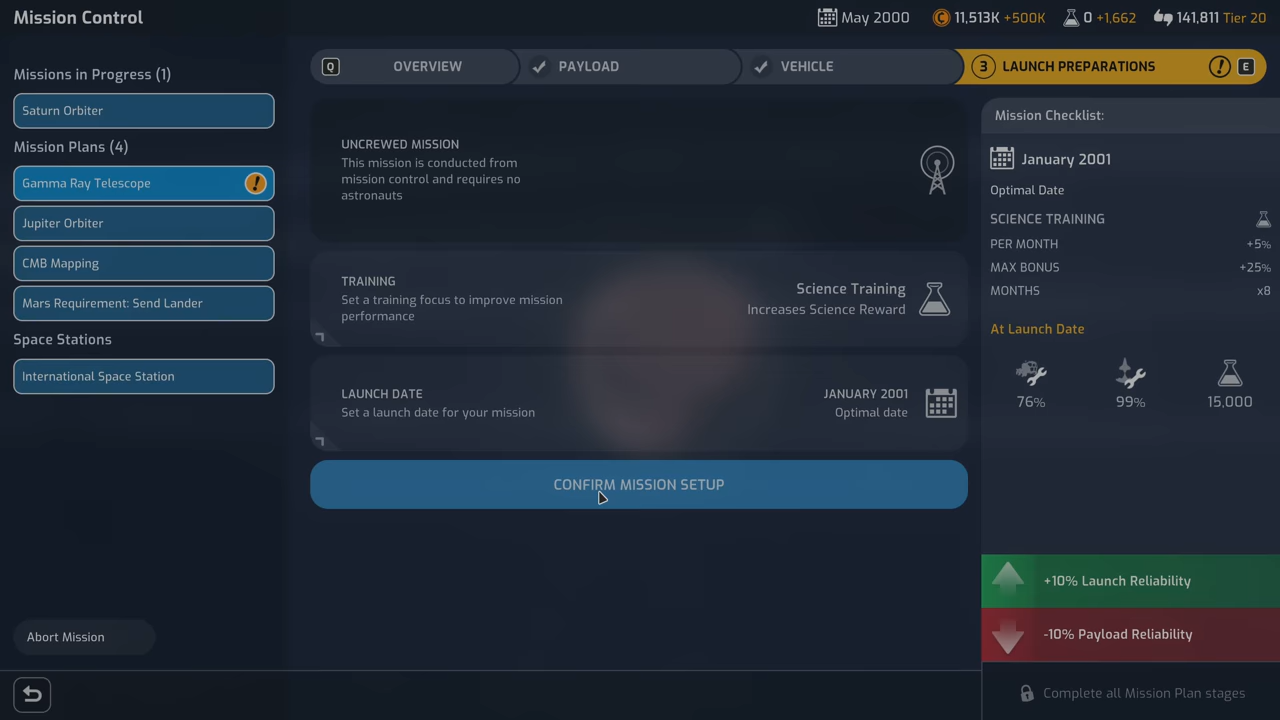 Mission Control
May 2000
11,513K +500K
0 +1,662
141,811 Tier 20
Missions in Progress (1)
Saturn Orbiter
Mission Plans (4)
Gamma Ray Telescope
Jupiter Orbiter
CMB Mapping
Mars Requirement: Send Lander
Space Stations
International Space Station
Abort Mission
Q
OVERVIEW
PAYLOAD
VEHICLE
3
LAUNCH PREPARATIONS
E
UNCREWED MISSION
This mission is conducted from
mission control and requires no
astronauts
TRAINING
Set a training focus to improve mission
performance
Science Training
Increases Science Reward
LAUNCH DATE
Set a launch date for your mission
JANUARY 2001
Optimal date
CONFIRM MISSION SETUP
Mission Checklist:
January 2001
Optimal Date
SCIENCE TRAINING
PER MONTH +5%
MAX BONUS +25%
MONTHS x8
At Launch Date
76% 99% 15,000
+10% Launch Reliability
-10% Payload Reliability
Complete all Mission Plan stages